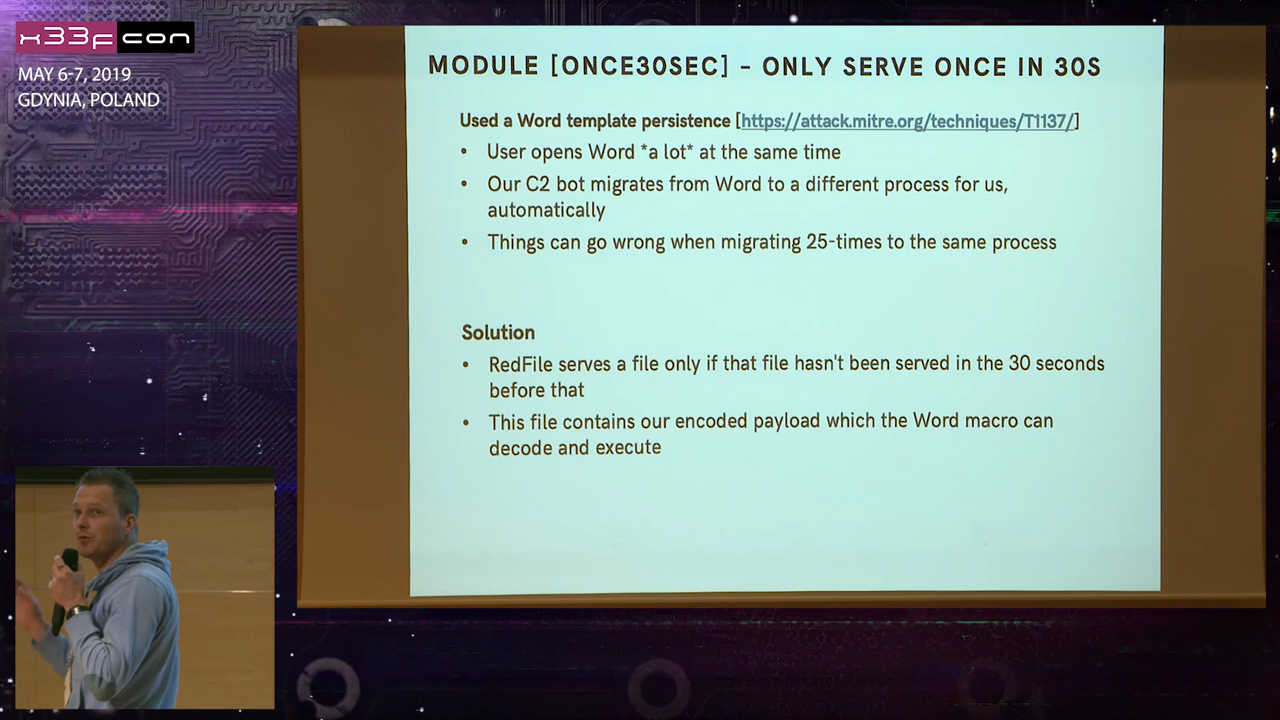 x33fcon
MAY 6-7, 2019
GDYNIA, POLAND
MODULE [ONCE30SEC] - ONLY SERVE ONCE IN 30S
Used a Word template persistence [https://attack.mitre.org/techniques/T1137/]
• User opens Word *a lot* at the same time
• Our C2 bot migrates from Word to a different process for us,
automatically
• Things can go wrong when migrating 25-times to the same process
Solution
• RedFile serves a file only if that file hasn't been served in the 30 seconds
before that
• This file contains our encoded payload which the Word macro can
decode and execute